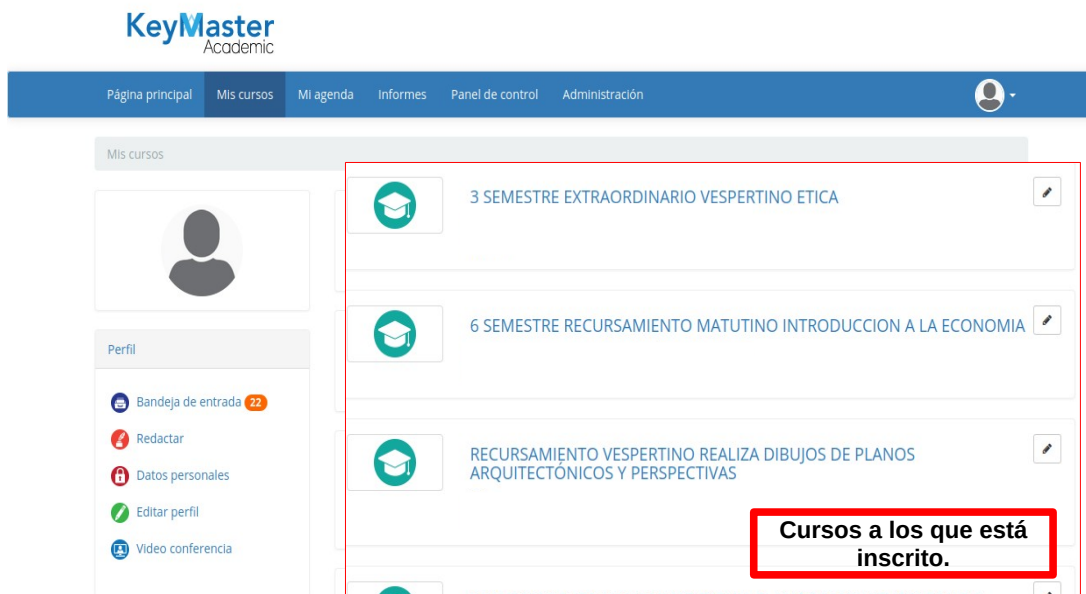 KeyMaster
Academic
Página principal
Mis cursos
Mi agenda
Informes
Panel de control
Administración
Mis cursos
Perfil
Bandeja de entrada 22
Redactar
Datos personales
Editar perfil
Video conferencia
3 SEMESTRE EXTRAORDINARIO VESPERTINO ETICA
6 SEMESTRE RECURSAMIENTO MATUTINO INTRODUCCION A LA ECONOMIA
RECURSAMIENTO VESPERTINO REALIZA DIBUJOS DE PLANOS
ARQUITECTÓNICOS Y PERSPECTIVAS
Cursos a los que está
inscrito.